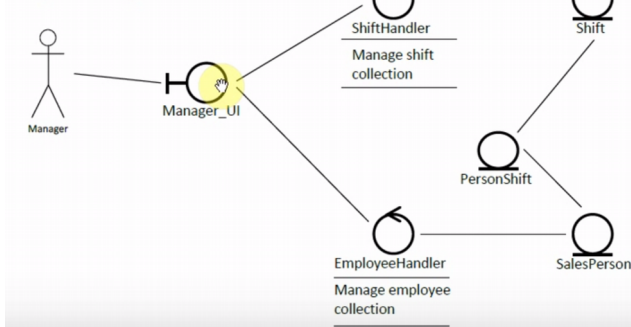 ShiftHandler
Manage shift
collection
Shift
Manager
Manager_UI
PersonShift
EmployeeHandler
Manage employee
collection
SalesPerson